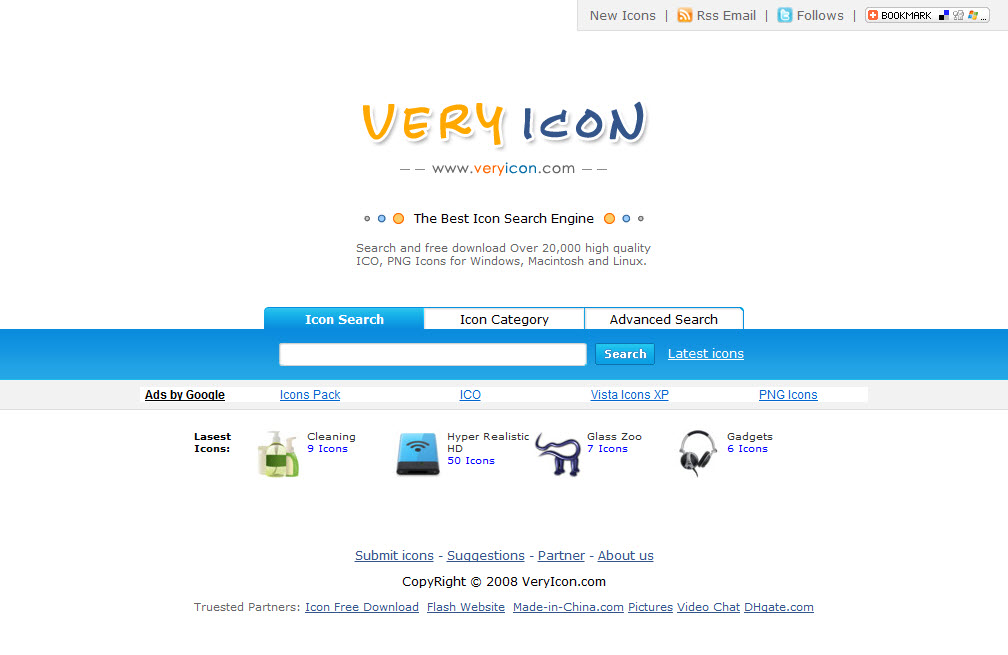 New Icons | Rss Email | Follows | BOOKMARK ...
VERY ICON
— — www.veryicon.com — —
The Best Icon Search Engine
Search and free download Over 20,000 high quality
ICO, PNG Icons for Windows, Macintosh and Linux.
Icon Search Icon Category Advanced Search
Search Latest icons
Ads by Google Icons Pack ICO Vista Icons XP PNG Icons
Lasest Icons:
Cleaning
9 Icons
Hyper Realistic
HD
50 Icons
Glass Zoo
7 Icons
Gadgets
6 Icons
Submit icons - Suggestions - Partner - About us
CopyRight © 2008 VeryIcon.com
Truested Partners: Icon Free Download Flash Website Made-in-China.com Pictures Video Chat DHgate.com